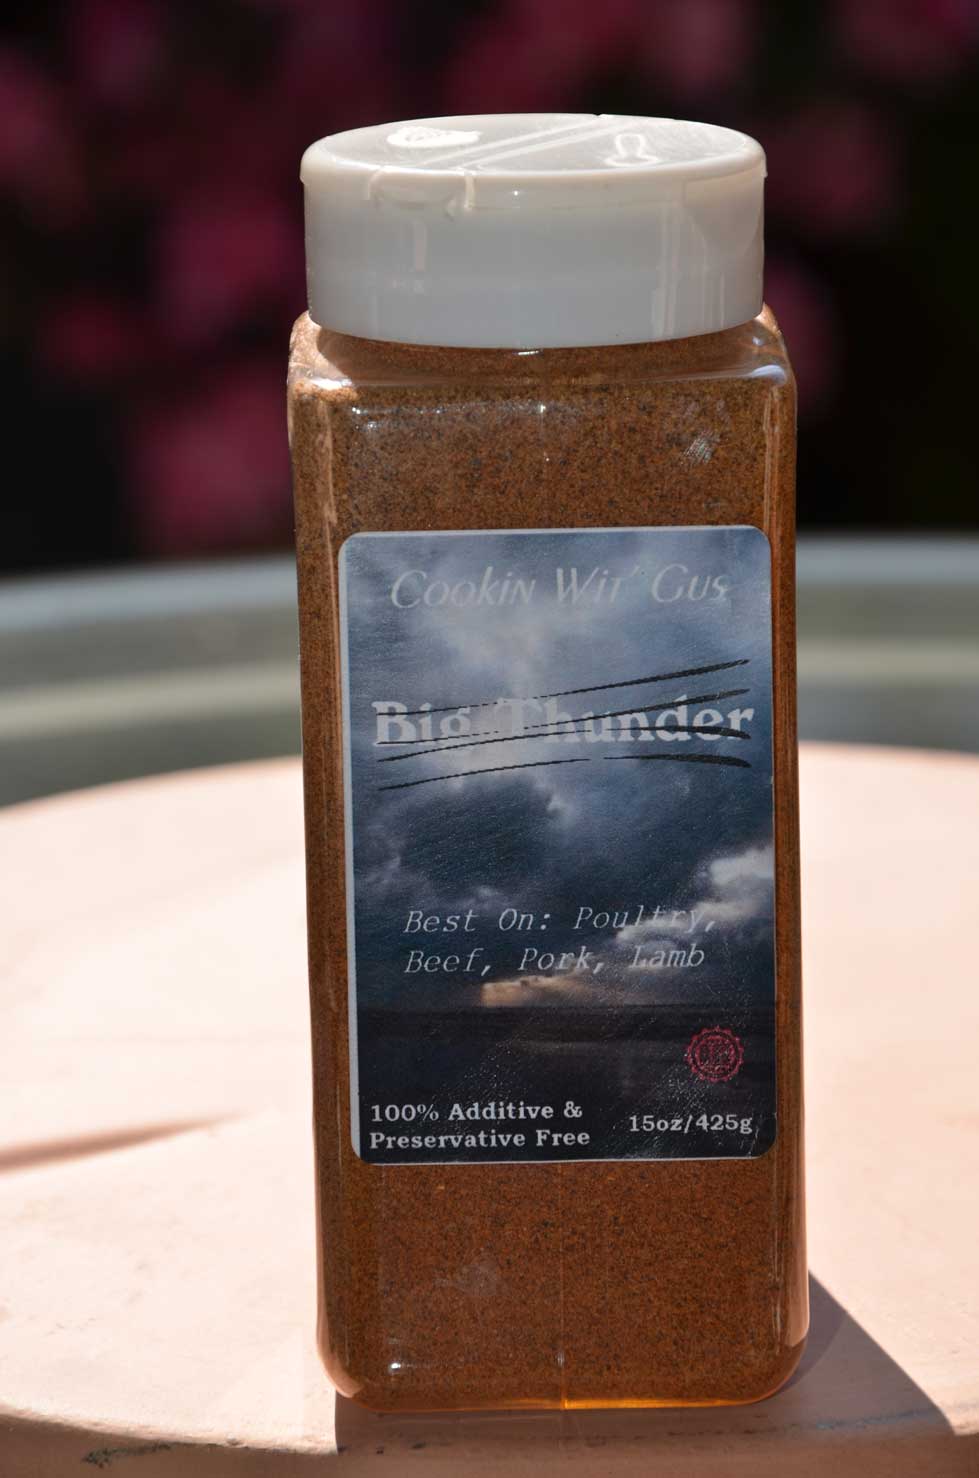 Cookin Wit' Gus
Big Thunder
Best On: Poultry,
Beef, Pork, Lamb
100% Additive &
Preservative Free
15oz/425g